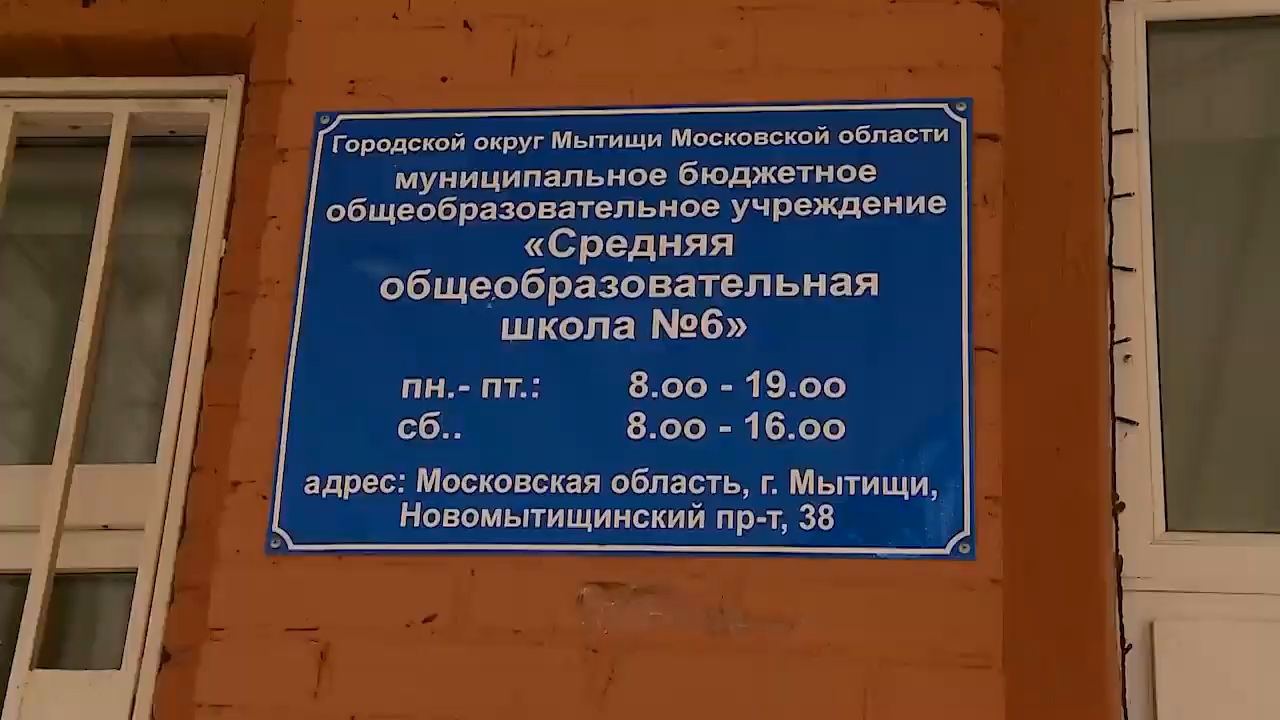 Городской округ Мытищи Московской области
муниципальное бюджетное
общеобразовательное учреждение
«Средняя
общеобразовательная
школа №6»
пн.- пт.: 8.оо - 19.оо
сб.. 8.оо - 16.оо
адрес: Московская область, г. Мытищи,
Новомытищинский пр-т, 38